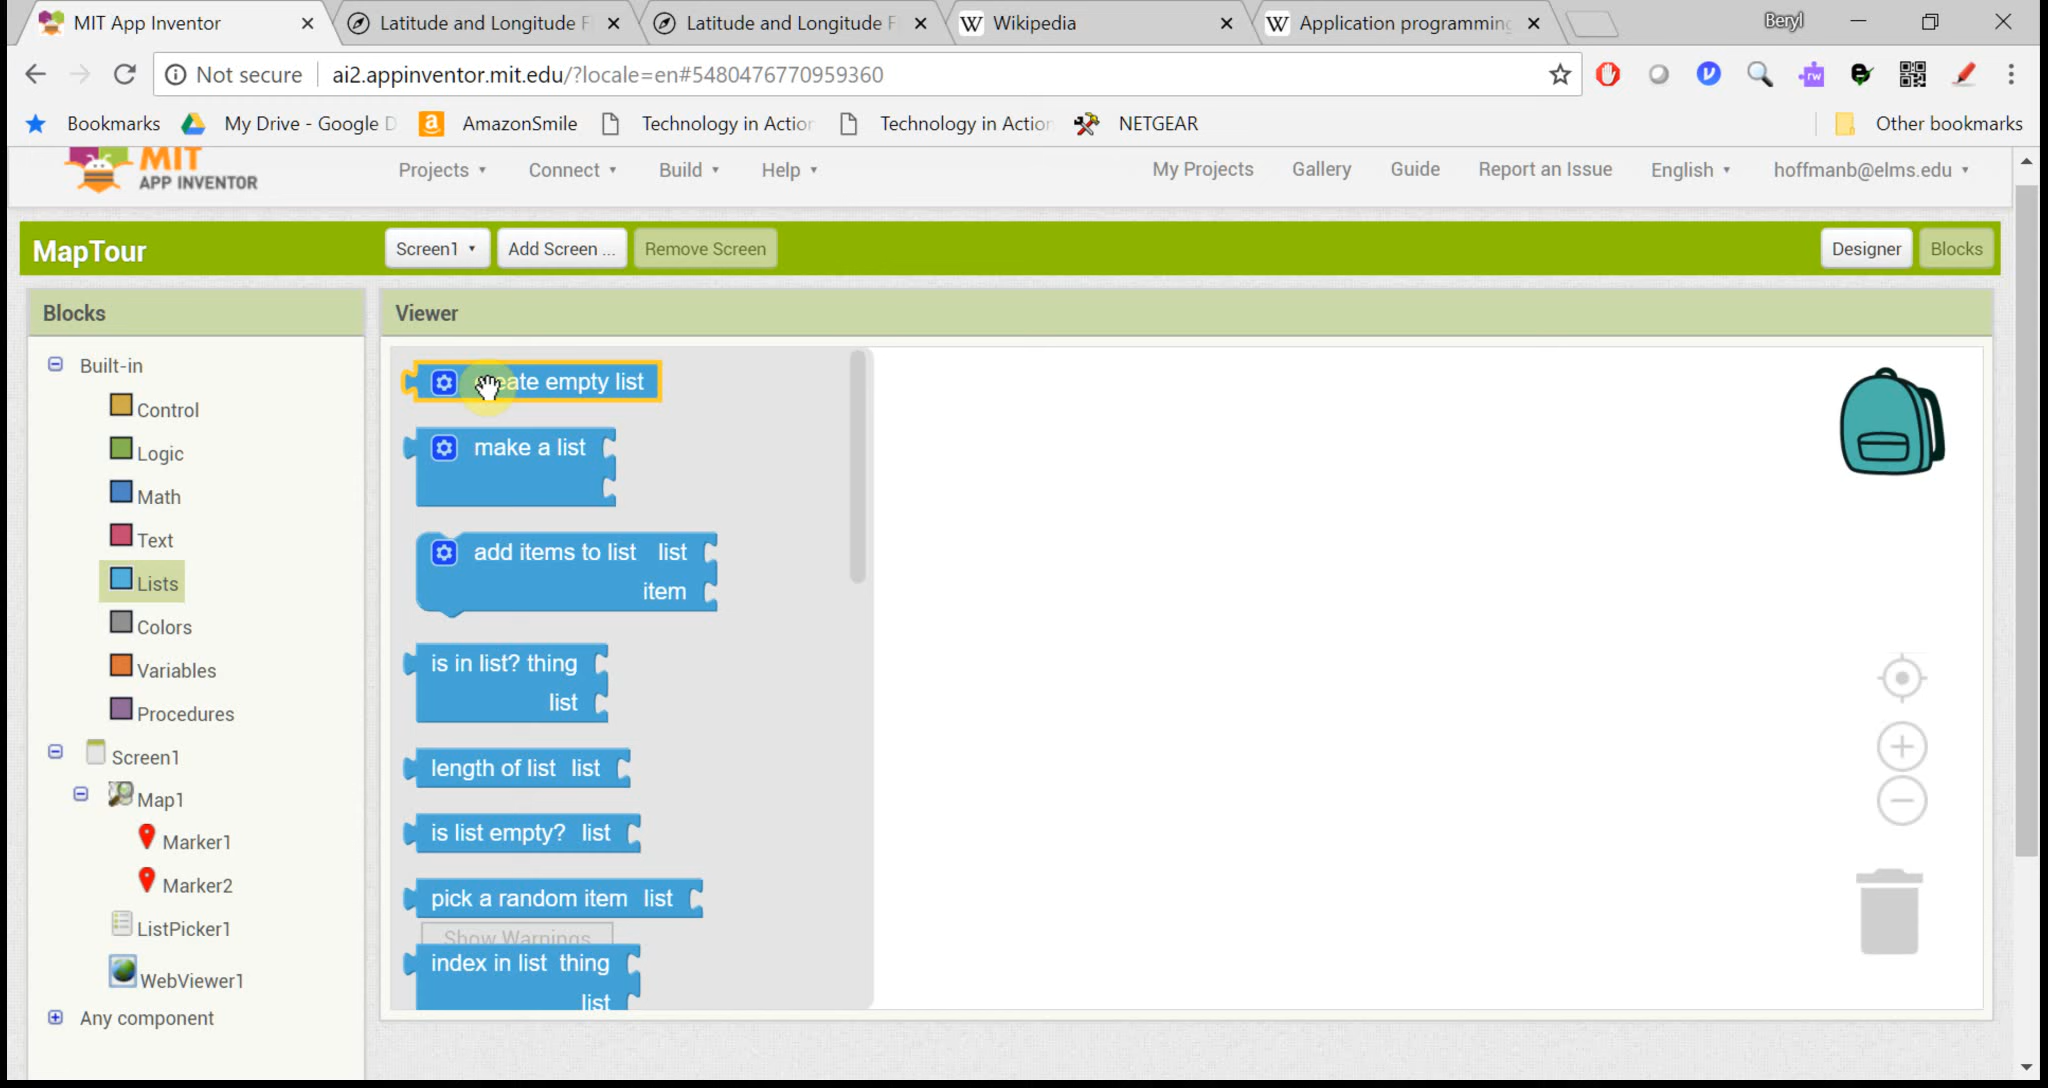 MIT App Inventor
Latitude and Longitude F
Latitude and Longitude F
Wikipedia
Application programming
Beryl
Not secure
ai2.appinventor.mit.edu/?locale=en#5480476770959360
Bookmarks
My Drive - Google D
AmazonSmile
Technology in Action
Technology in Action
NETGEAR
Other bookmarks
MIT
APP INVENTOR
Projects
Connect
Build
Help
My Projects
Gallery
Guide
Report an Issue
English
hoffmanb@elms.edu
MapTour
Screen1
Add Screen ...
Remove Screen
Designer
Blocks
Blocks
Built-in
Control
Logic
Math
Text
Lists
Colors
Variables
Procedures
Screen1
Map1
Marker1
Marker2
ListPicker1
WebViewer1
Any component
Viewer
eate empty list
make a list
add items to list list
item
is in list? thing
list
length of list list
is list empty? list
pick a random item list
Show Warnings
index in list thing
list